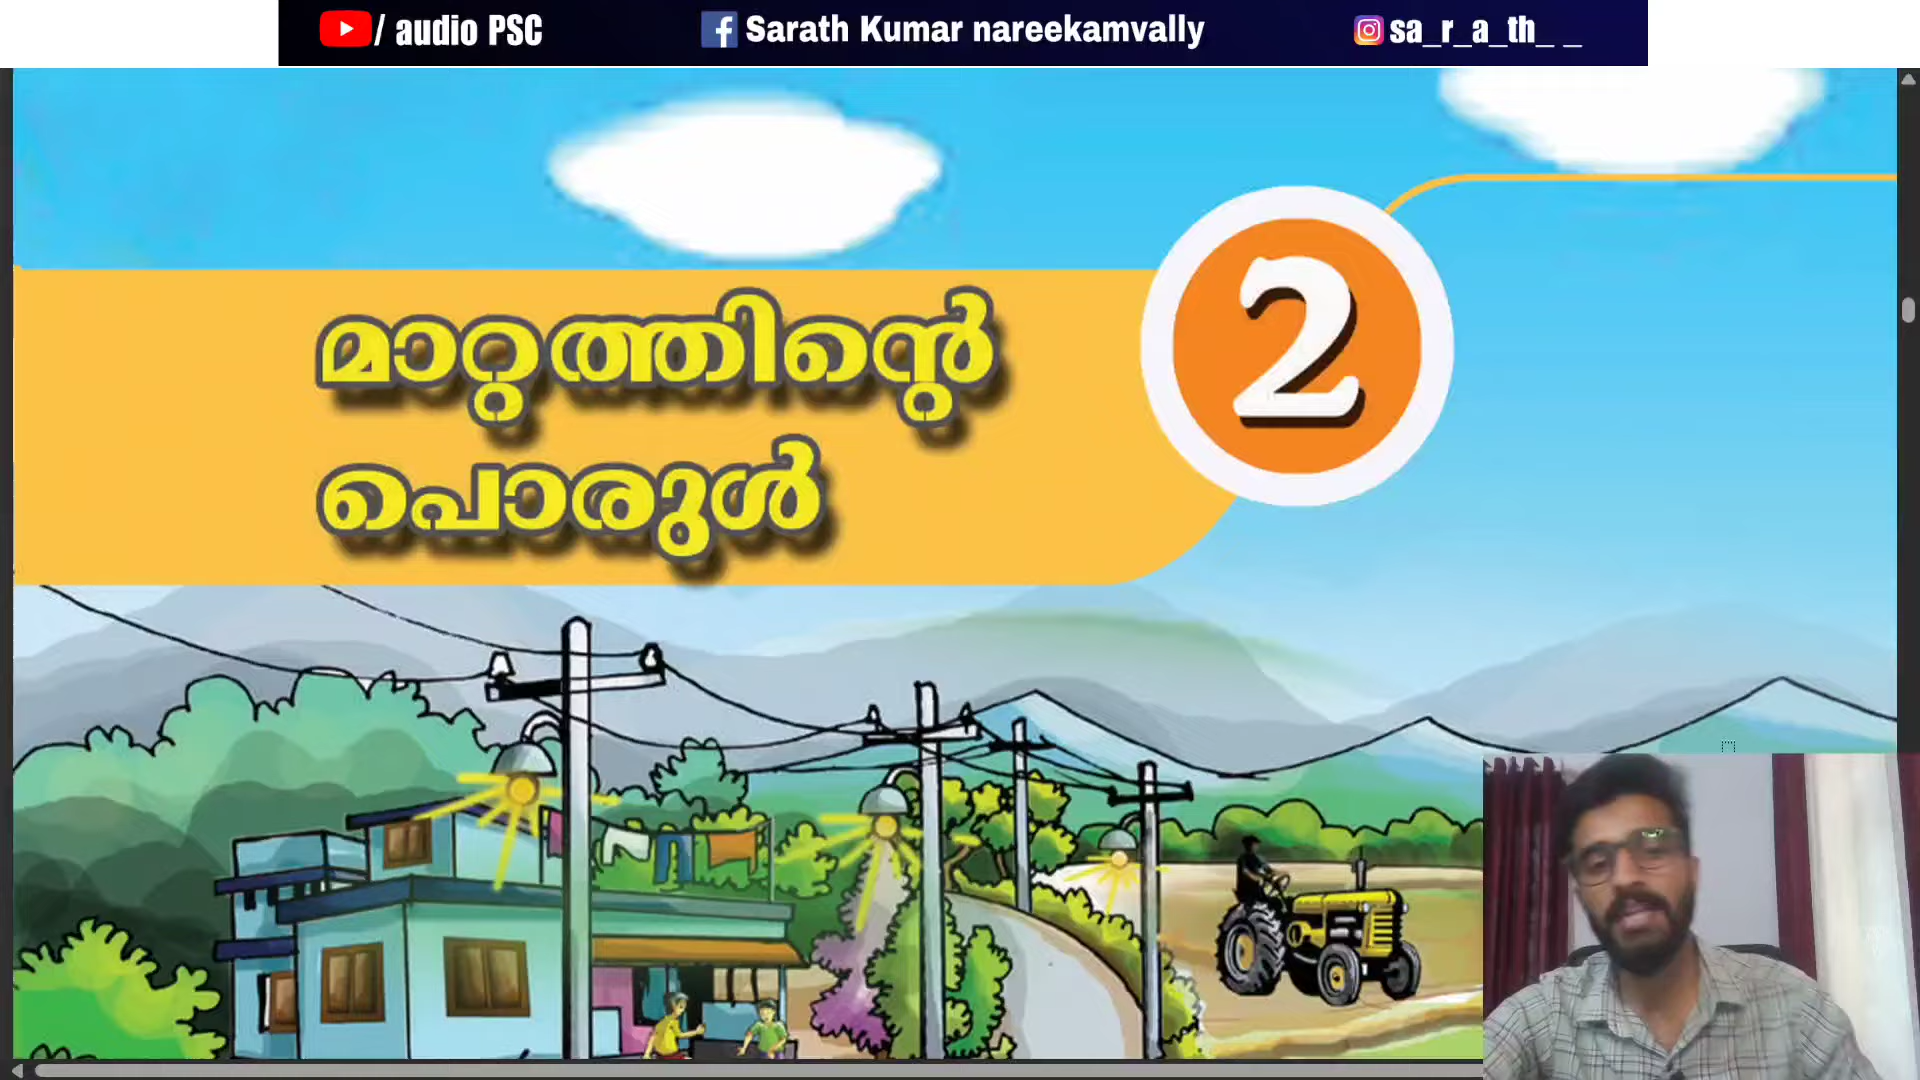 / audio PSC
Sarath Kumar nareekamvally
sa_r_a_th_ _
മാറ്റത്തിന്റെ
പൊരുൾ
2